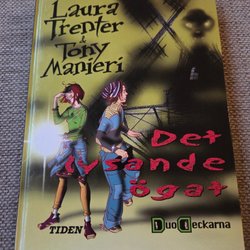 Laura
Trenter
& Tony
Manieri
Det
lysande
ögat
TIDEN
DuoDeckarna